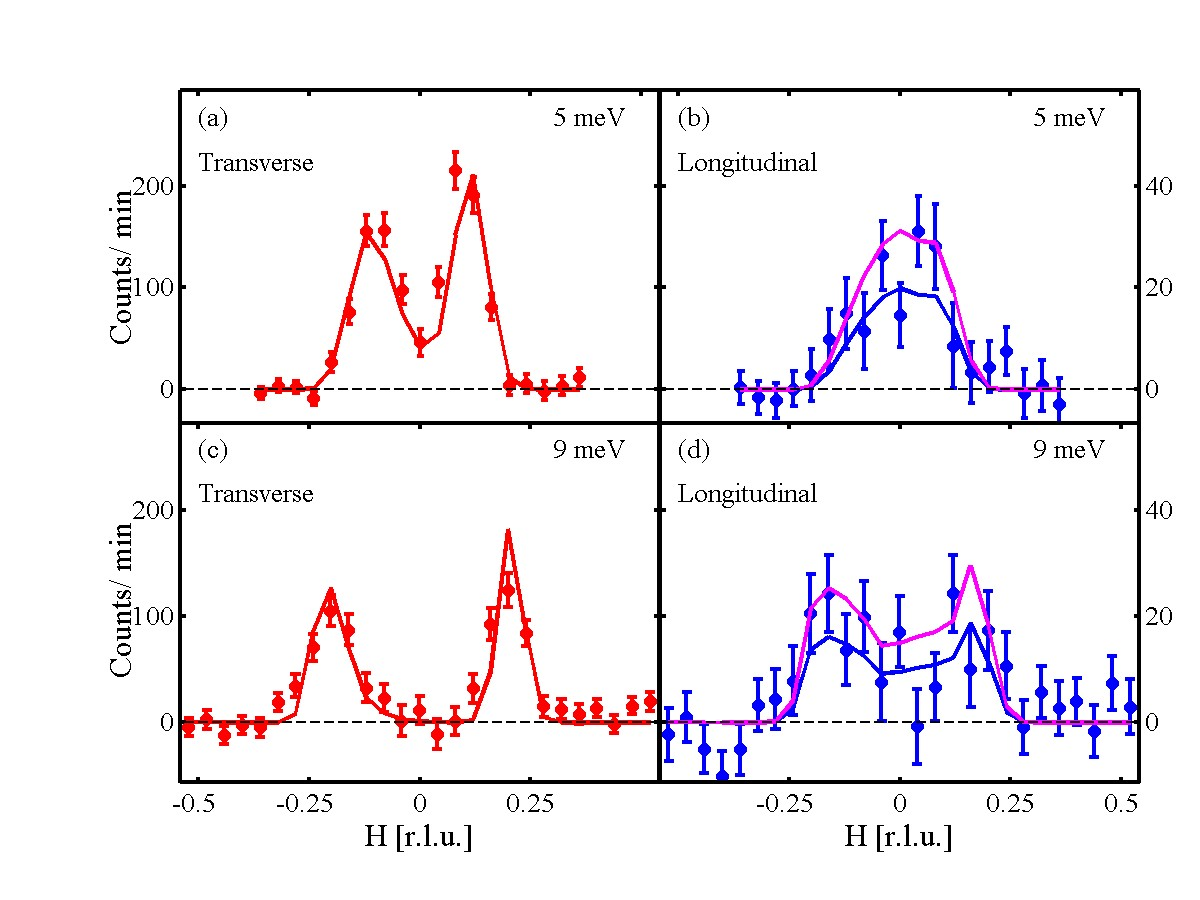 (a) 5 meV
Transverse
(b) 5 meV
Longitudinal
Counts/ min
200
100
0
40
20
0
(c) 9 meV
Transverse
(d) 9 meV
Longitudinal
Counts/ min
200
100
0
40
20
0
-0.5 -0.25 0 0.25
-0.25 0 0.25 0.5
H [r.l.u.]
H [r.l.u.]